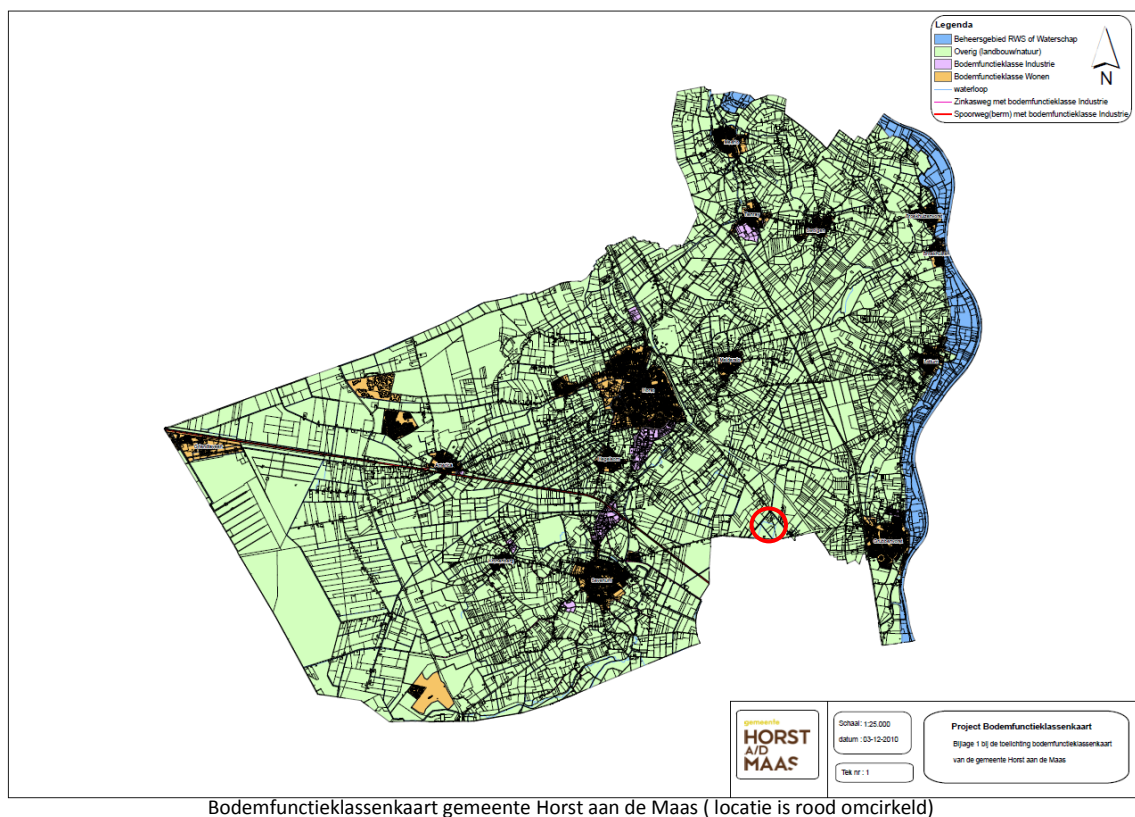 Legenda
Beheersgebied RWS of Waterschap
Overig (landbouw/natuur)
Bodemfunctieklasse Industrie
Bodemfunctieklasse Wonen
waterloop
Zinkasweg met bodemfunctieklasse Industrie
Spoorweg(berm) met bodemfunctieklasse Industrie
N
gemeente
HORST
A/D
MAAS
Schaal: 1:25.000
datum : 03-12-2010
Tek nr : 1
Project Bodemfunctieklassenkaart
Bijlage 1 bij de toelichting bodemfunctieklassenkaart
van de gemeente Horst aan de Maas
Bodemfunctieklassenkaart gemeente Horst aan de Maas ( locatie is rood omcirkeld)